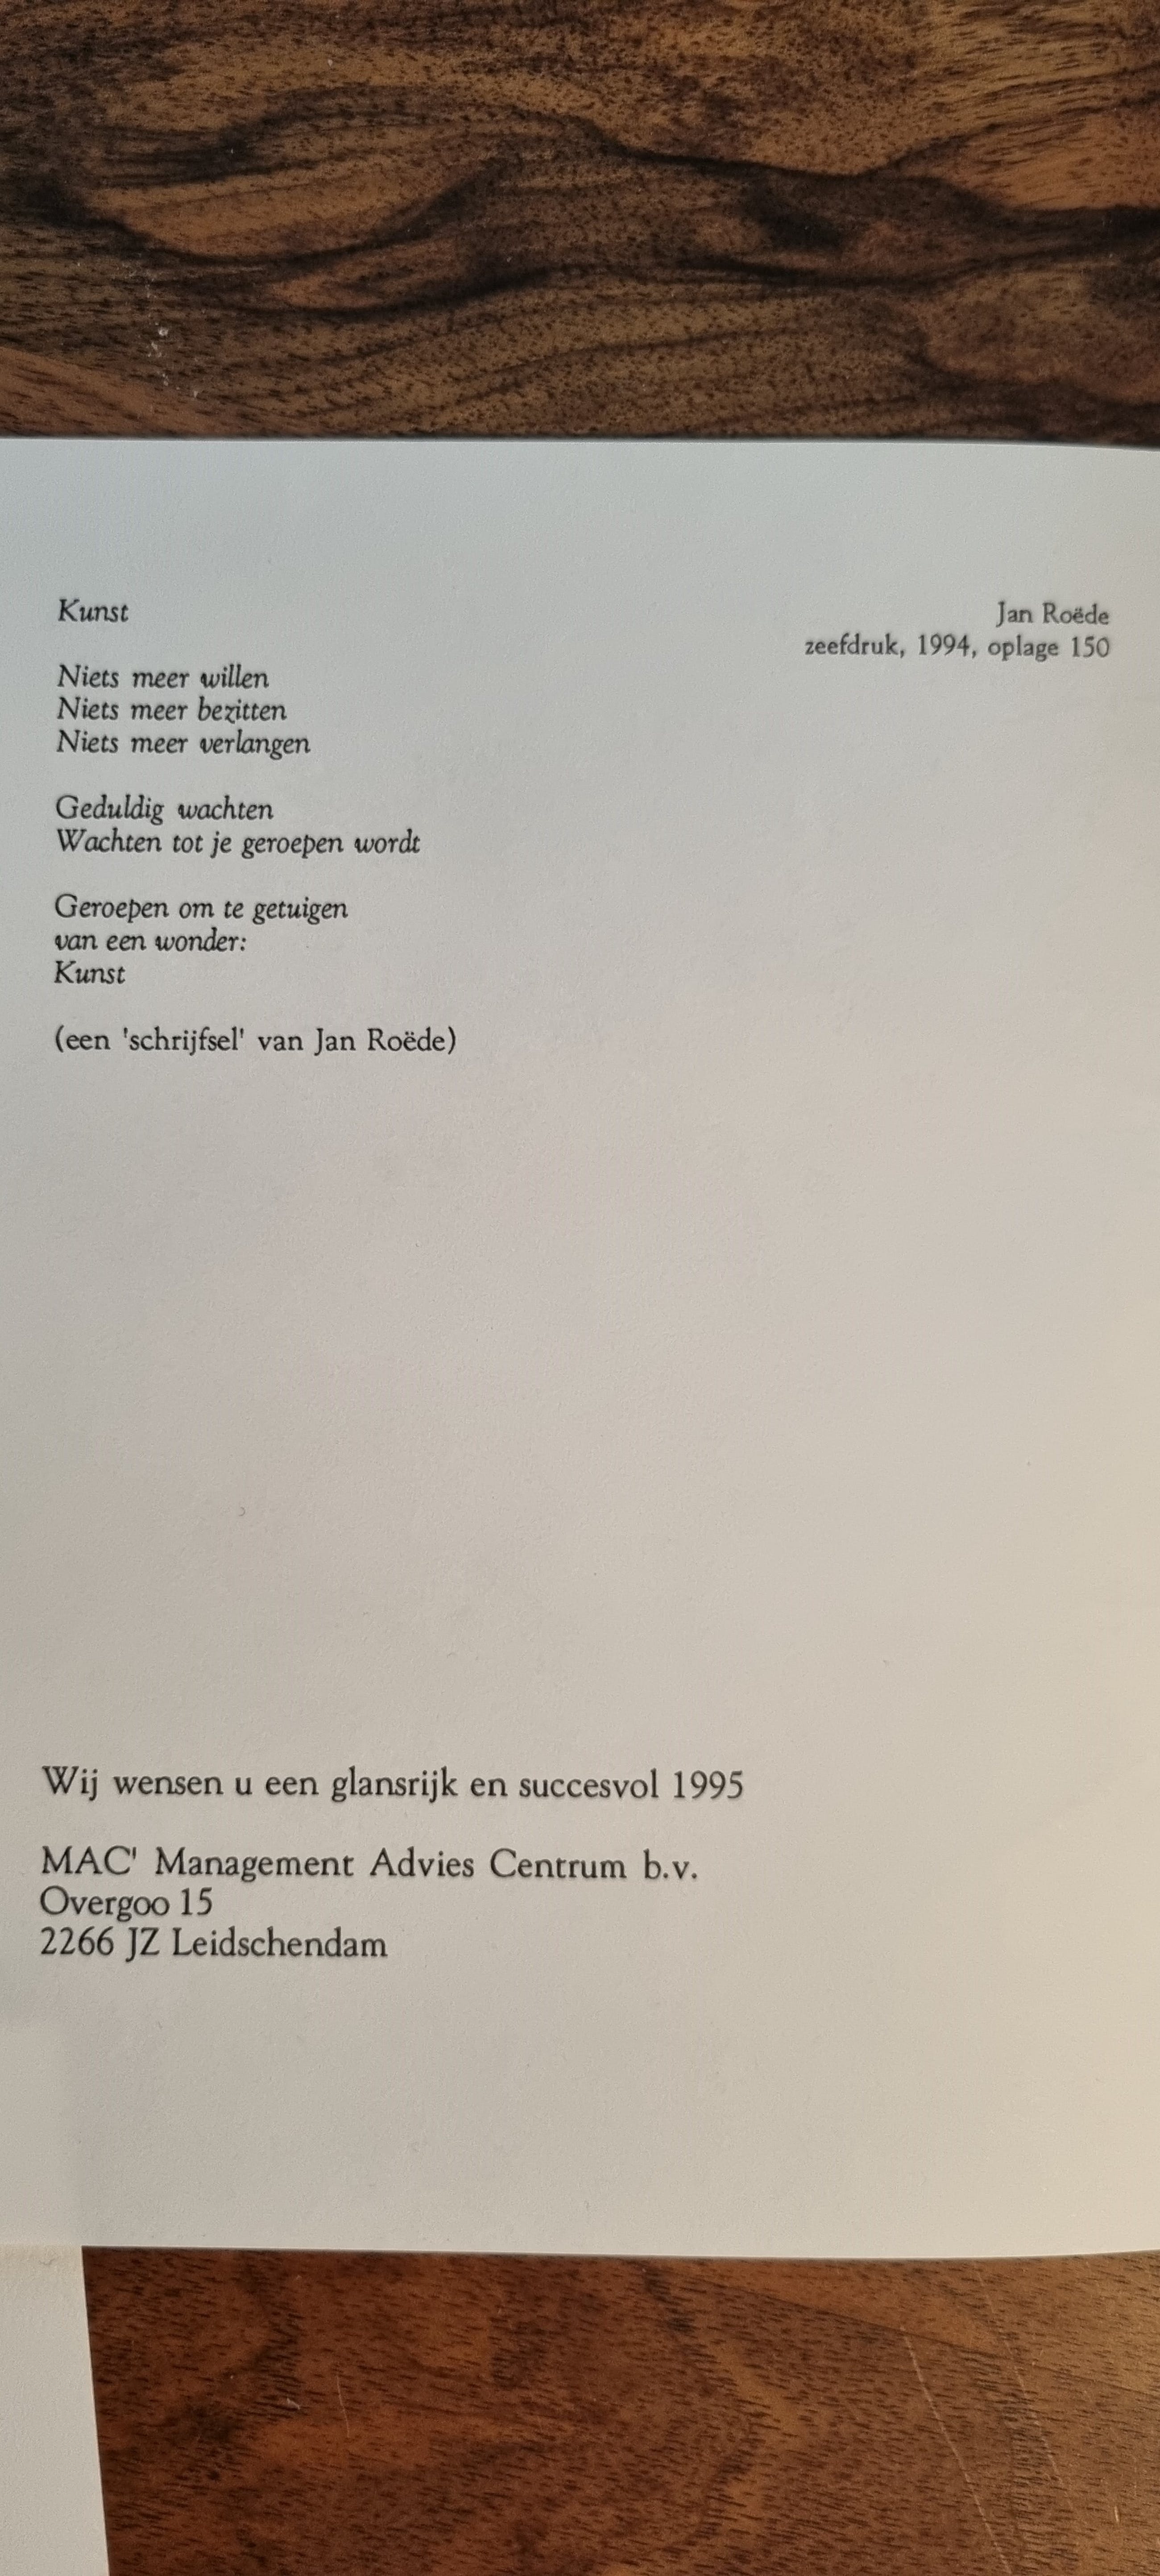 Kunst
Jan Roëde
zeefdruk, 1994, oplage 150
Niets meer willen
Niets meer bezitten
Niets meer verlangen
Geduldig wachten
Wachten tot je geroepen wordt
Geroepen om te getuigen
van een wonder:
Kunst
(een 'schrijfsel' van Jan Roëde)
Wij wensen u een glansrijk en succesvol 1995
MAC' Management Advies Centrum b.v.
Overgoo 15
2266 JZ Leidschendam